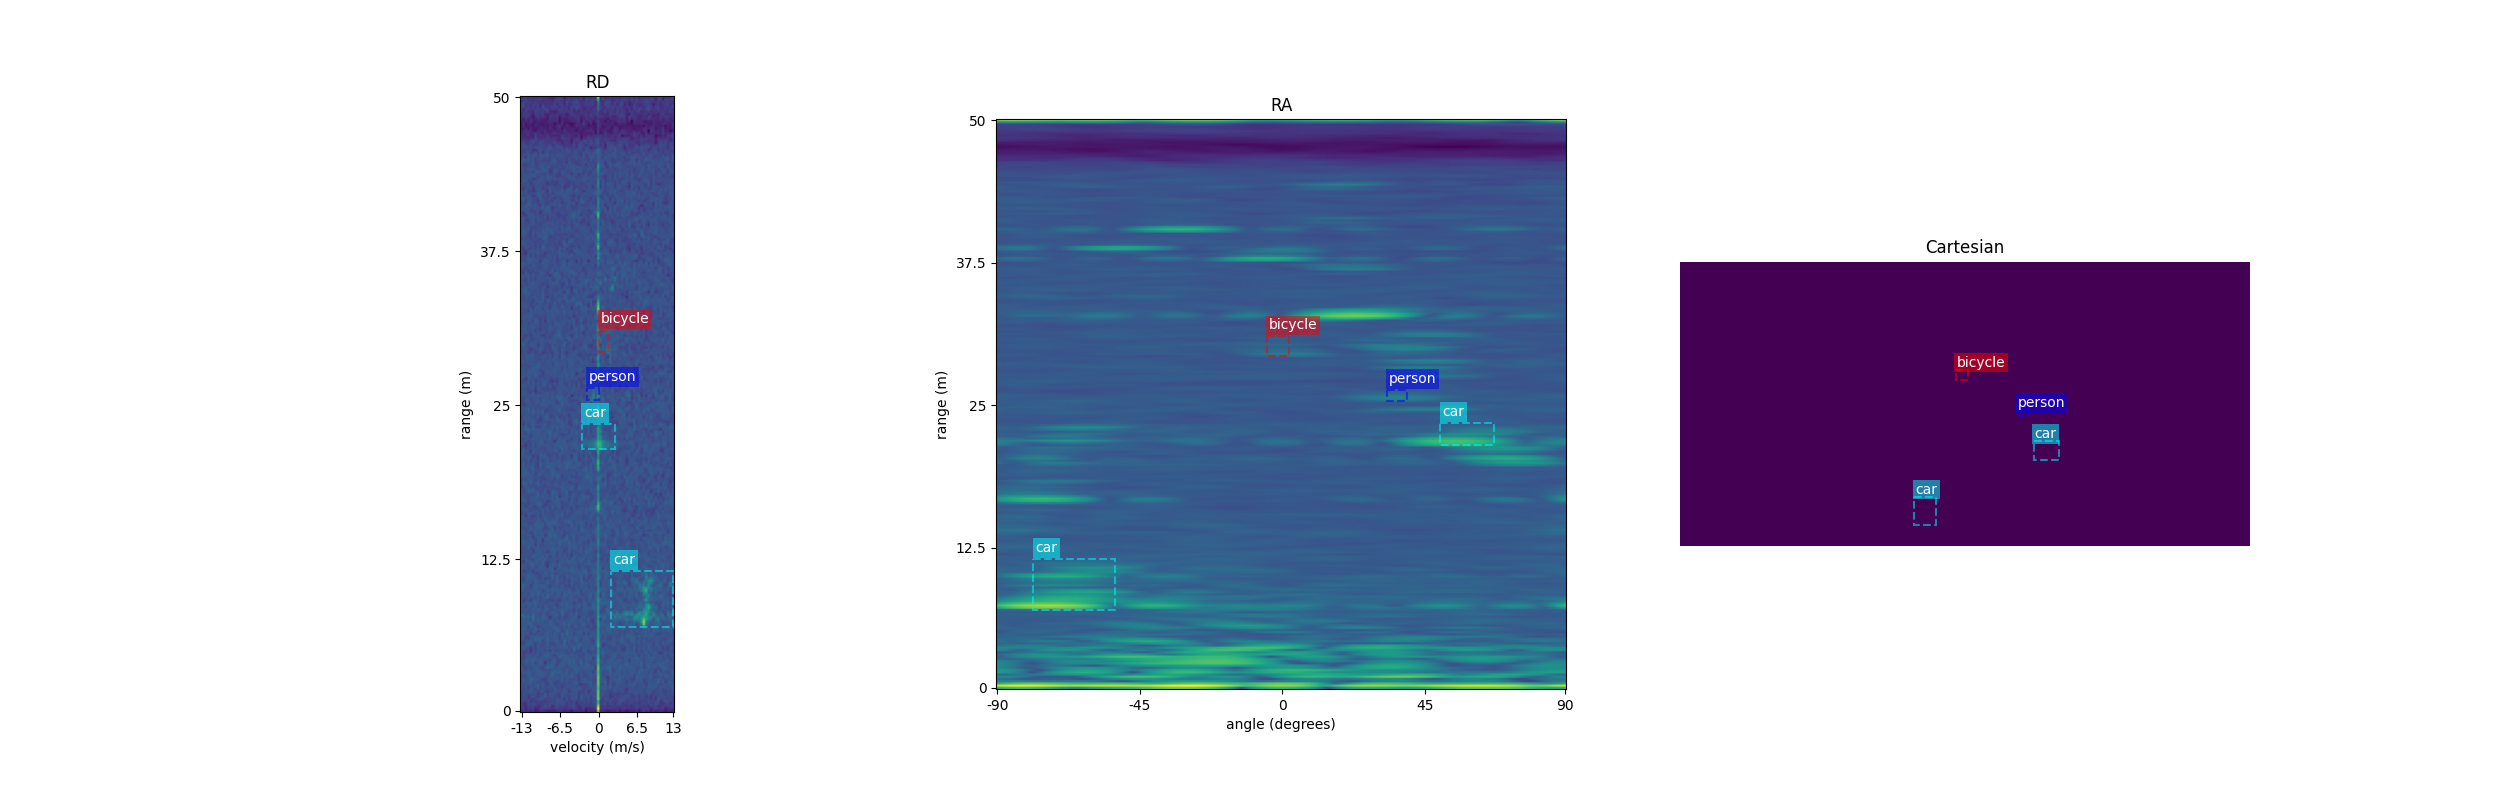 RD
50
37.5
25
12.5
0
range (m)
bicycle
person
car
car
-13 -6.5 0 6.5 13
velocity (m/s)
RA
50
37.5
25
12.5
0
range (m)
bicycle
person
car
car
-90 -45 0 45 90
angle (degrees)
Cartesian
bicycle
person
car
car